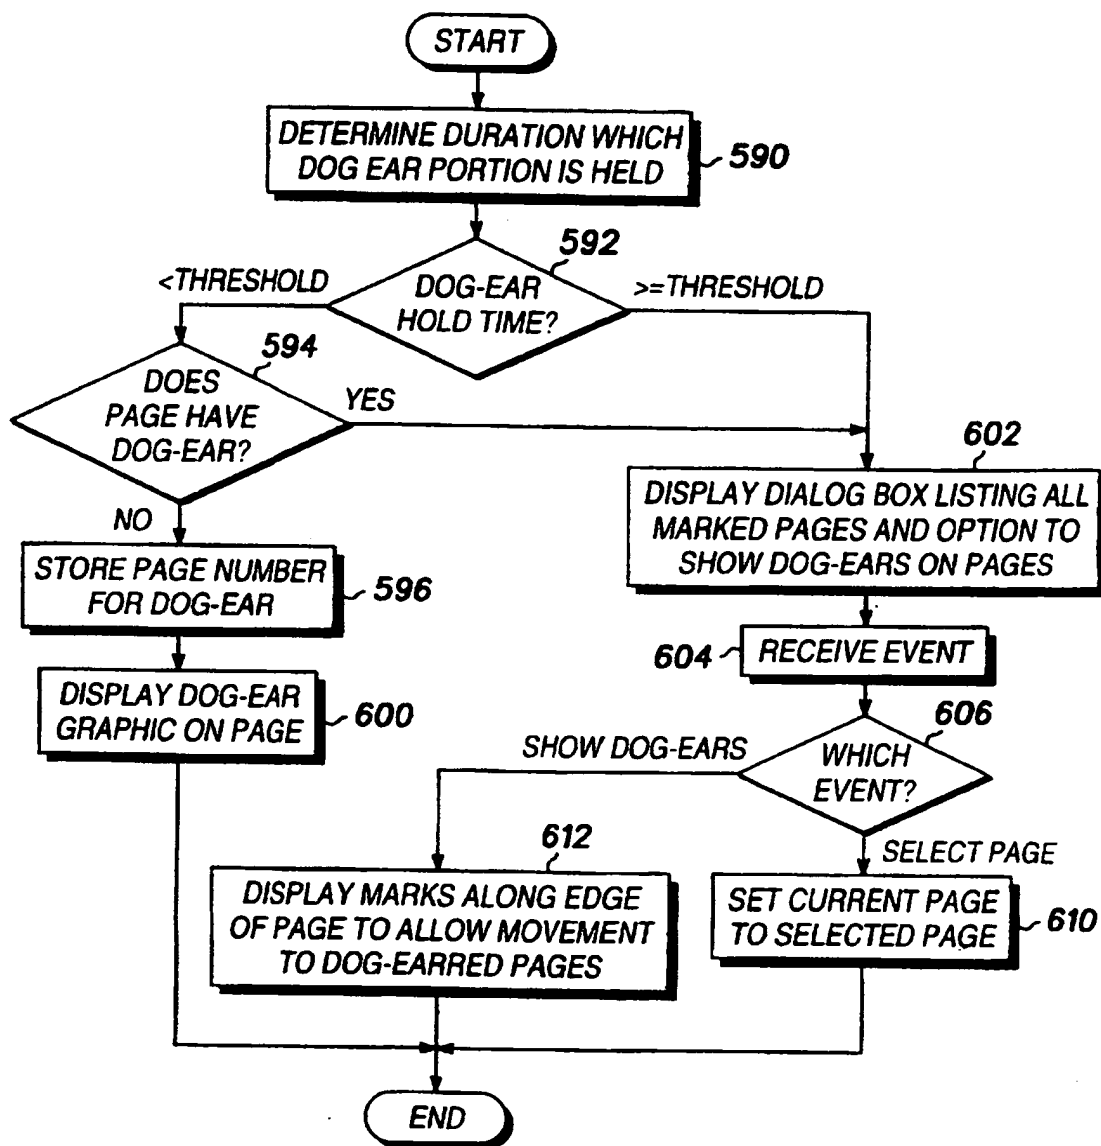 START
DETERMINE DURATION WHICH
DOG EAR PORTION IS HELD
590
592
<THRESHOLD
DOG-EAR
HOLD TIME?
>=THRESHOLD
594
DOES
PAGE HAVE
DOG-EAR?
YES
NO
602
DISPLAY DIALOG BOX LISTING ALL
MARKED PAGES AND OPTION TO
SHOW DOG-EARS ON PAGES
STORE PAGE NUMBER
FOR DOG-EAR
596
604
RECEIVE EVENT
DISPLAY DOG-EAR
GRAPHIC ON PAGE
600
606
SHOW DOG-EARS
WHICH
EVENT?
SELECT PAGE
612
DISPLAY MARKS ALONG EDGE
OF PAGE TO ALLOW MOVEMENT
TO DOG-EARRED PAGES
SET CURRENT PAGE
TO SELECTED PAGE
610
END